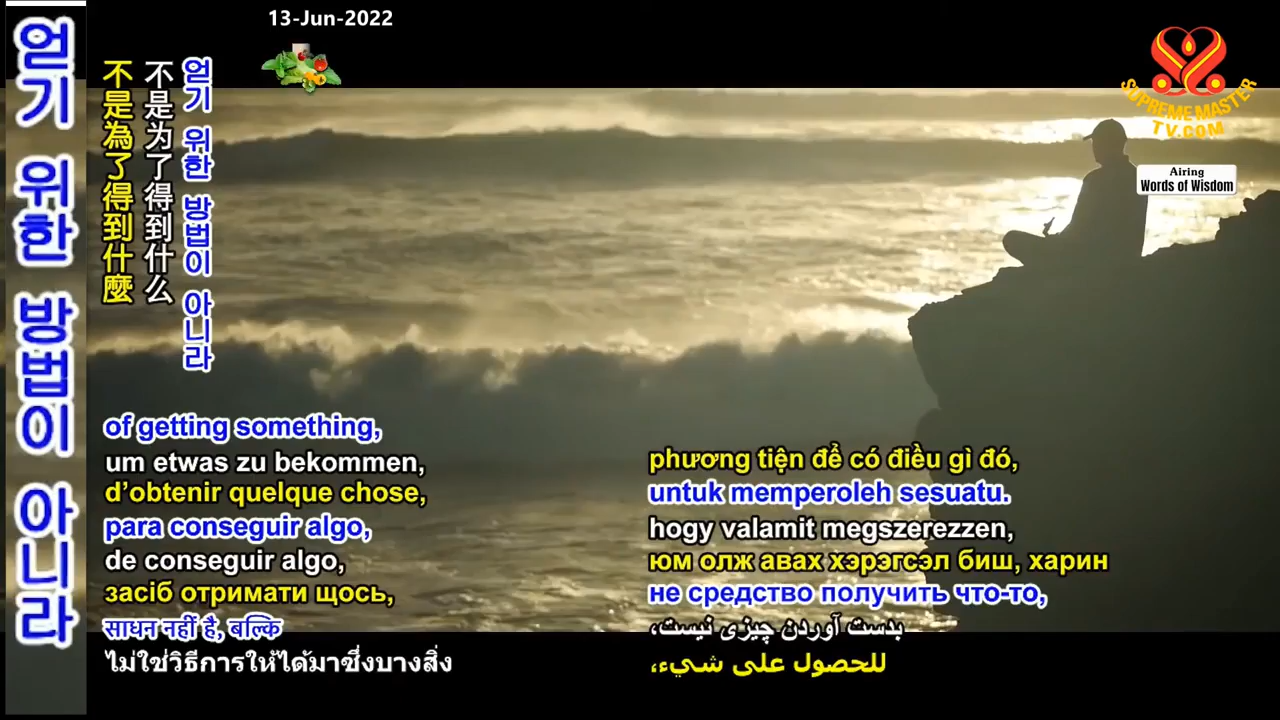 13-Jun-2022
얻기 위한 방법이 아니라
不是為了得到什麼
不是为了得到什么
얻기 위한 방법이 아니라
SUPREME MASTER
TV.COM
Airing
Words of Wisdom
of getting something,
um etwas zu bekommen,
d’obtenir quelque chose,
para conseguir algo,
de conseguir algo,
засіб отримати щось,
साधन नहीं है, बल्कि
ไม่ใช่วิธีการให้ได้มาซึ่งบางสิ่ง
phương tiện để có điều gì đó,
untuk memperoleh sesuatu.
hogy valamit megszerezzen,
юм олж авах хэрэгсэл биш, харин
не средство получить что-то,
بدست آوردن چیزی نیست،
للحصول على شيء،